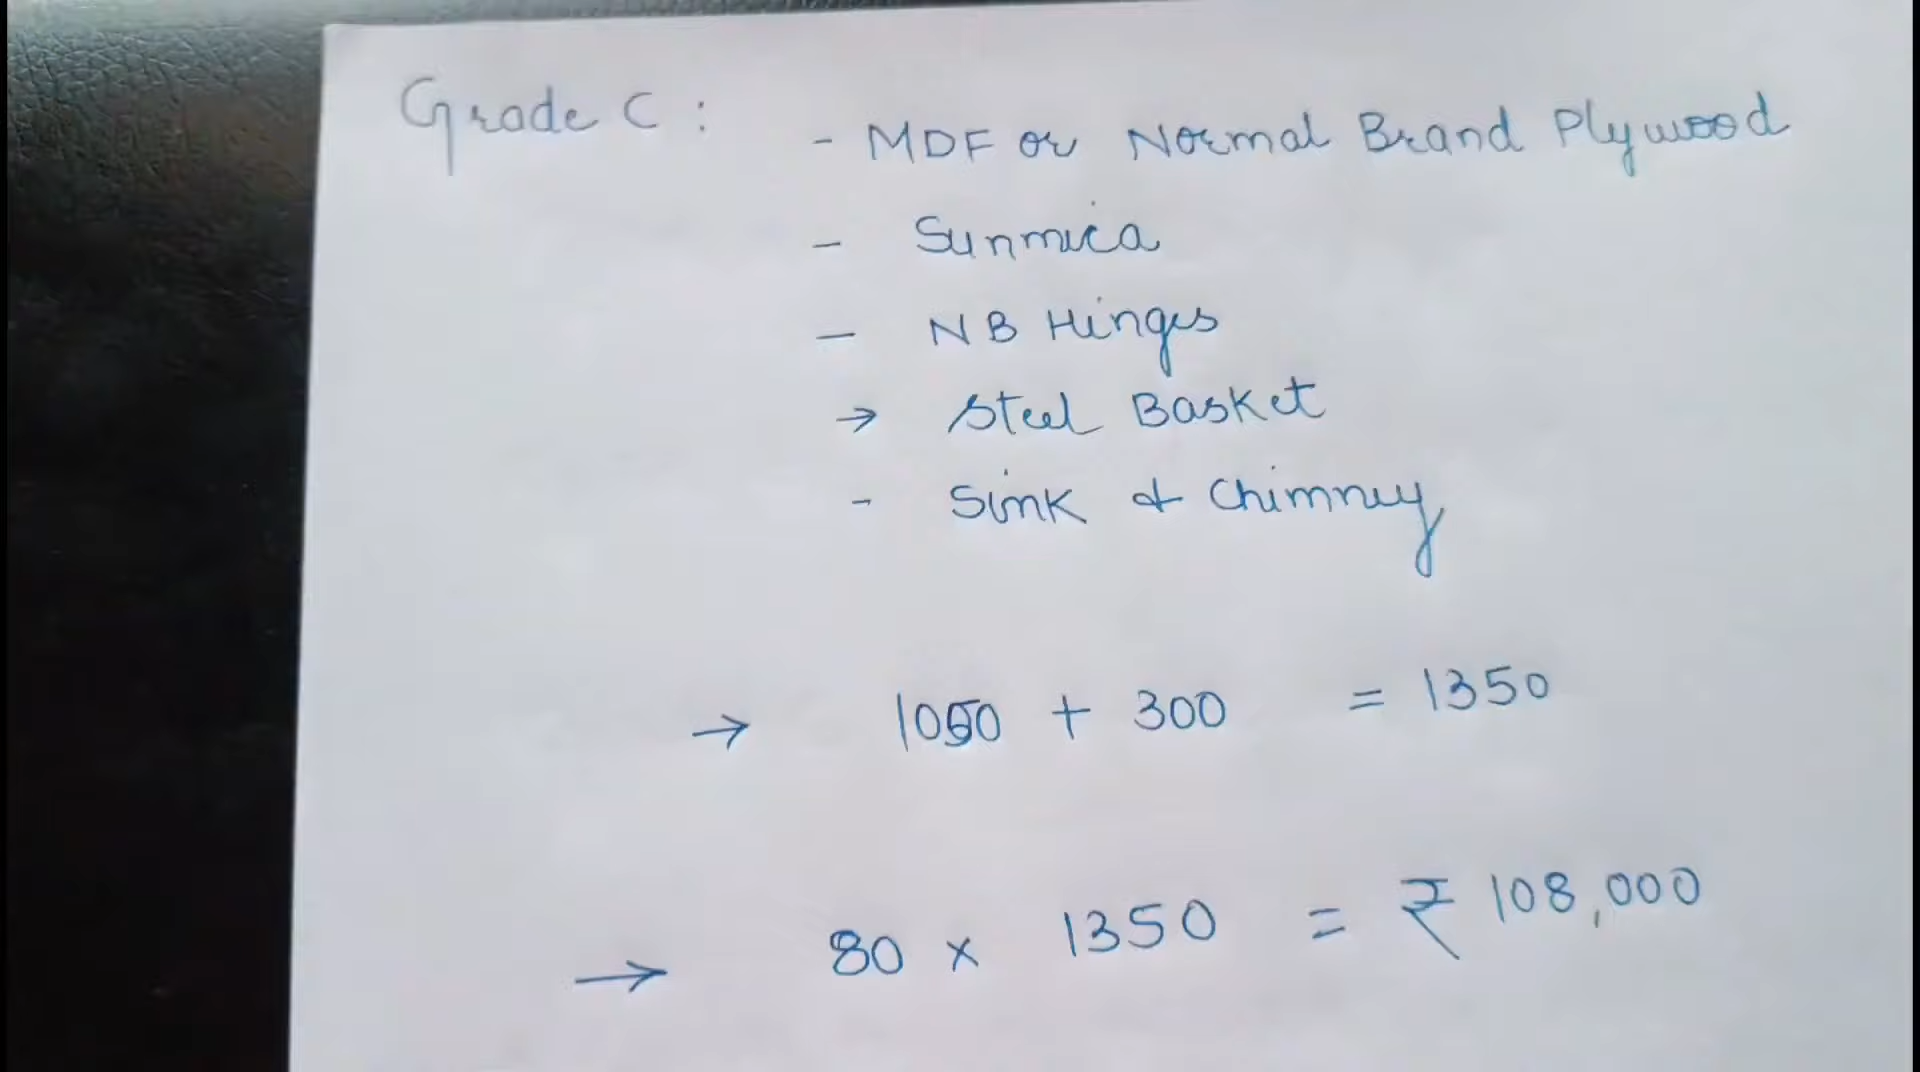 Grade C :
- MDF or Normal Brand Plywood
- Sunmica
- NB Hinges
→ Steel Basket
- Sink & Chimney
→ 1050 + 300 = 1350
→ 80 x 1350 = ₹ 108,000